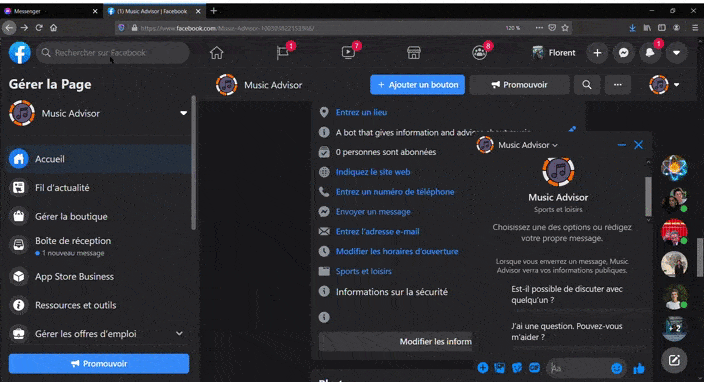 Messenger
(1) Music Advisor | Facebook
https://www.facebook.com
120 %
Rechercher sur Facebook
1
7
8
Florent
1
Gérer la Page
Music Advisor
Accueil
Fil d'actualité
Gérer la boutique
Boîte de réception
1 nouveau message
App Store Business
Ressources et outils
Gérer les offres d'emploi
Promouvoir
Music Advisor
+ Ajouter un bouton
Promouvoir
Entrez un lieu
A bot that gives information and
0 personnes sont abonnées
Indiquez le site web
Entrez un numéro de téléphone
Envoyer un message
Entrez l'adresse e-mail
Modifier les horaires d'ouverture
Sports et loisirs
Informations sur la sécurité
Modifier les inform
Music Advisor
Music Advisor
Sports et loisirs
Choisissez une des options ou rédigez
votre propre message.
Lorsque vous enverrez un message, Music
Advisor verra vos informations publiques.
Est-il possible de discuter avec
quelqu'un ?
J'ai une question. Pouvez-vous
m'aider ?
GIF
Aa
+ 2